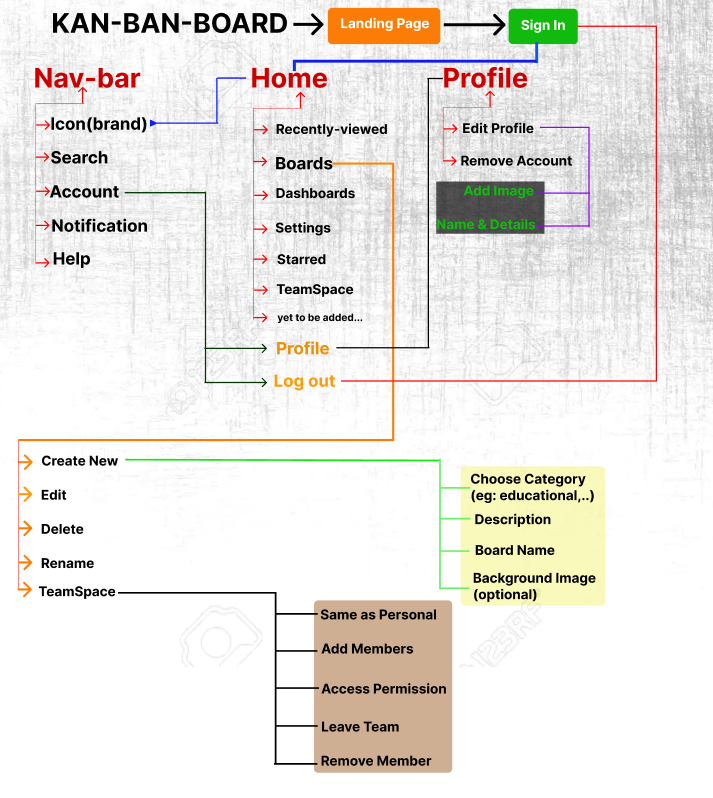 KAN-BAN-BOARD
Landing Page
Sign In
Nav-bar
Icon(brand)
Search
Account
Notification
Help
Home
Recently-viewed
Boards
Dashboards
Settings
Starred
TeamSpace
yet to be added...
Profile
Log out
Profile
Edit Profile
Remove Account
Add Image
Name & Details
Create New
Edit
Delete
Rename
TeamSpace
Choose Category
(eg: educational,..)
Description
Board Name
Background Image
(optional)
Same as Personal
Add Members
Access Permission
Leave Team
Remove Member